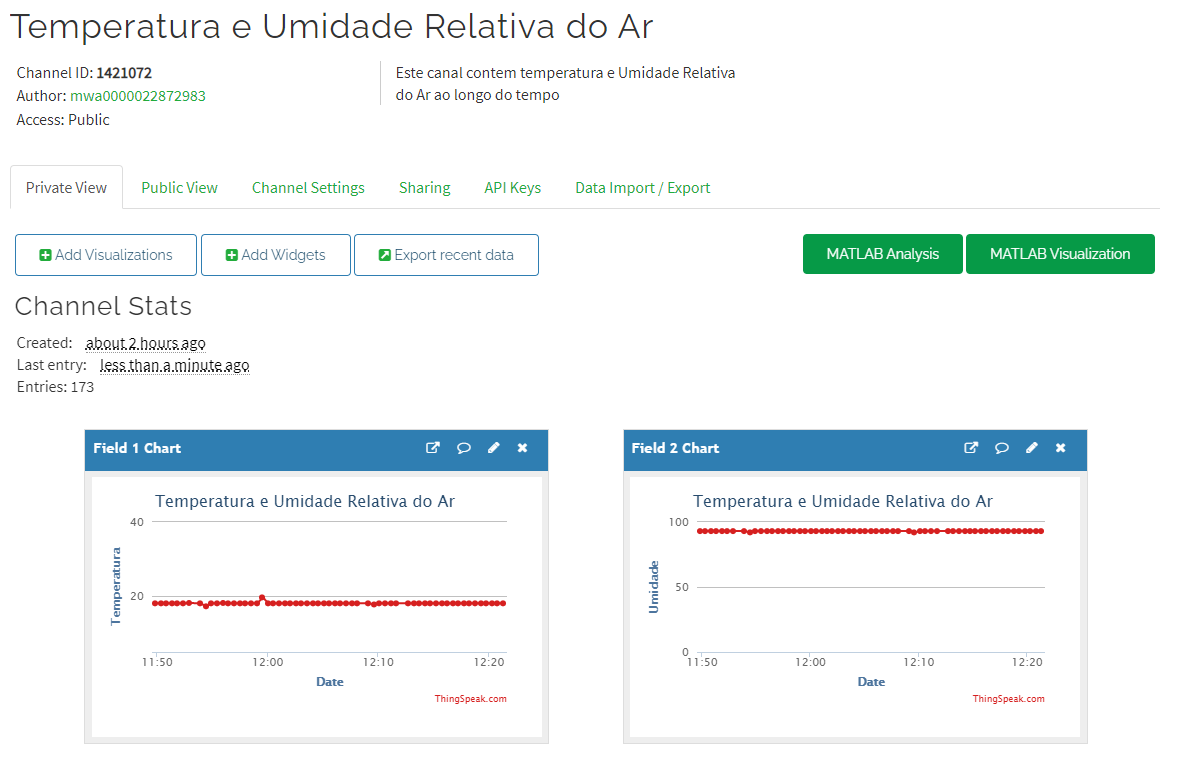 Temperatura e Umidade Relativa do Ar
Channel ID: 1421072
Author: mwa0000022872983
Access: Public
Este canal contem temperatura e Umidade Relativa
do Ar ao longo do tempo
Private View
Public View
Channel Settings
Sharing
API Keys
Data Import / Export
Add Visualizations
Add Widgets
Export recent data
MATLAB Analysis
MATLAB Visualization
Channel Stats
Created: about 2 hours ago
Last entry: less than a minute ago
Entries: 173
Field 1 Chart
Temperatura e Umidade Relativa do Ar
Temperatura
40
20
11:50 12:00 12:10 12:20
Date
ThingSpeak.com
Field 2 Chart
Temperatura e Umidade Relativa do Ar
Umidade
100
50
0
11:50 12:00 12:10 12:20
Date
ThingSpeak.com